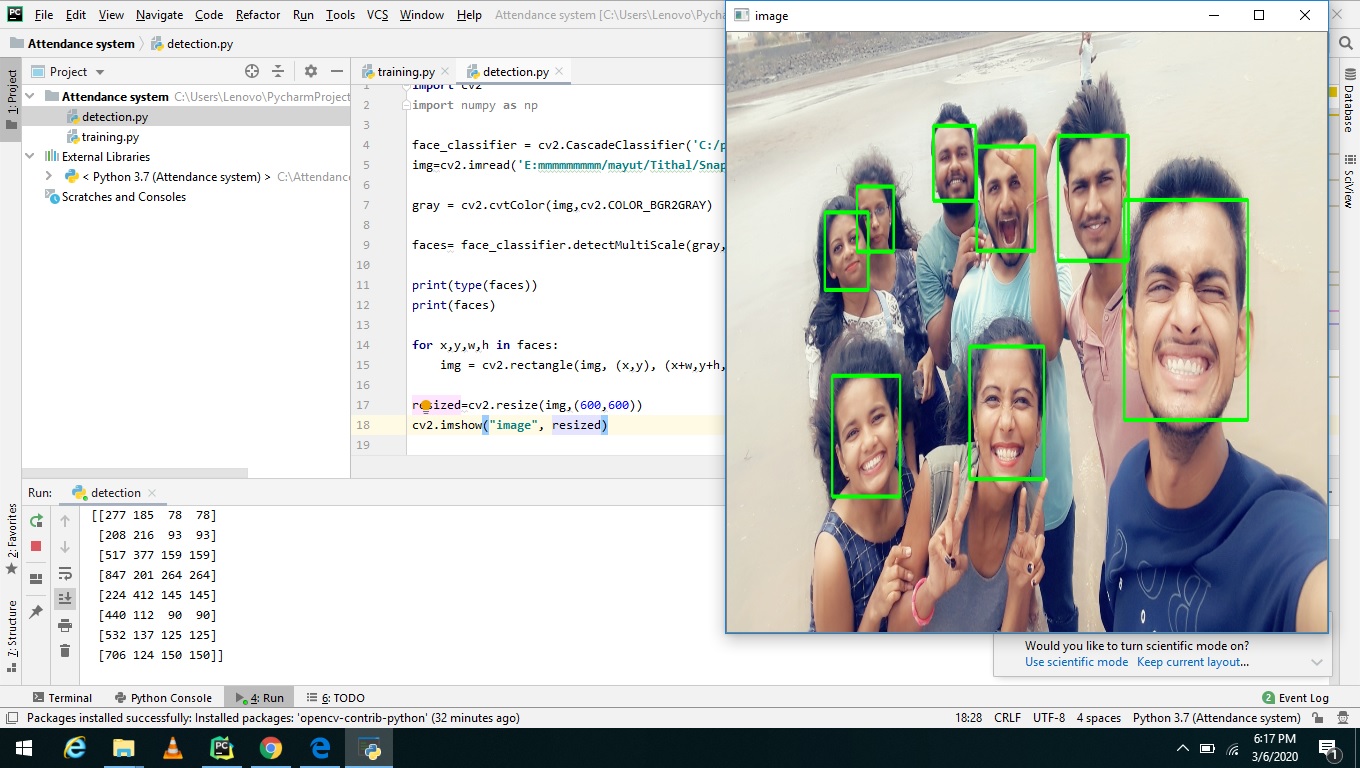 File Edit View Navigate Code Refactor Run Tools VCS Window Help Attendance system [C:\Users\Lenovo\Pycharm
Attendance system detection.py
1: Project
Project
training.py detection.py
Attendance system C:\Users\Lenovo\PycharmProject
detection.py
training.py
External Libraries
< Python 3.7 (Attendance system) > C:\Attendanc
Scratches and Consoles
1 import cv2
2 import numpy as np
3
4 face_classifier = cv2.CascadeClassifier('C:/p
5 img=cv2.imread('E:mmmmmmmmm/mayut/Tithal/Snap
6
7 gray = cv2.cvtColor(img,cv2.COLOR_BGR2GRAY)
8
9 faces= face_classifier.detectMultiScale(gray,
10
11 print(type(faces))
12 print(faces)
13
14 for x,y,w,h in faces:
15 img = cv2.rectangle(img, (x,y), (x+w,y+h,
16
17 resized=cv2.resize(img,(600,600))
18 cv2.imshow("image", resized)
19
image
Database
SciView
Run: detection
[[277 185 78 78]
[208 216 93 93]
[517 377 159 159]
[847 201 264 264]
[224 412 145 145]
[440 112 90 90]
[532 137 125 125]
[706 124 150 150]]
2: Favorites
7: Structure
Would you like to turn scientific mode on?
Use scientific mode Keep current layout...
Terminal Python Console 4: Run 6: TODO 2 Event Log
Packages installed successfully: Installed packages: 'opencv-contrib-python' (32 minutes ago) 18:28 CRLF UTF-8 4 spaces Python 3.7 (Attendance system)
6:17 PM
3/6/2020
1